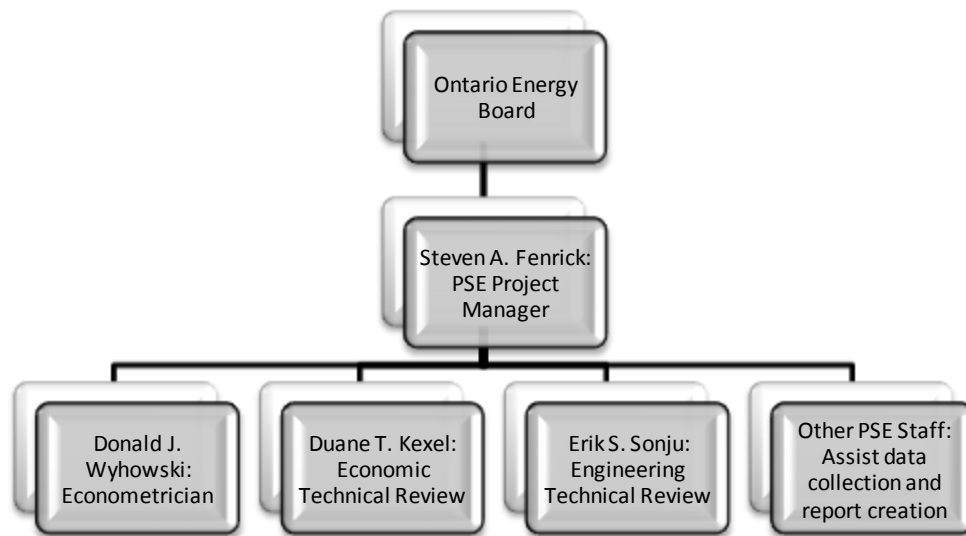 Ontario Energy
Board
Steven A. Fenrick:
PSE Project
Manager
Donald J.
Wyhowski:
Econometrician
Duane T. Kexel:
Economic
Technical Review
Erik S. Sonju:
Engineering
Technical Review
Other PSE Staff:
Assist data
collection and
report creation